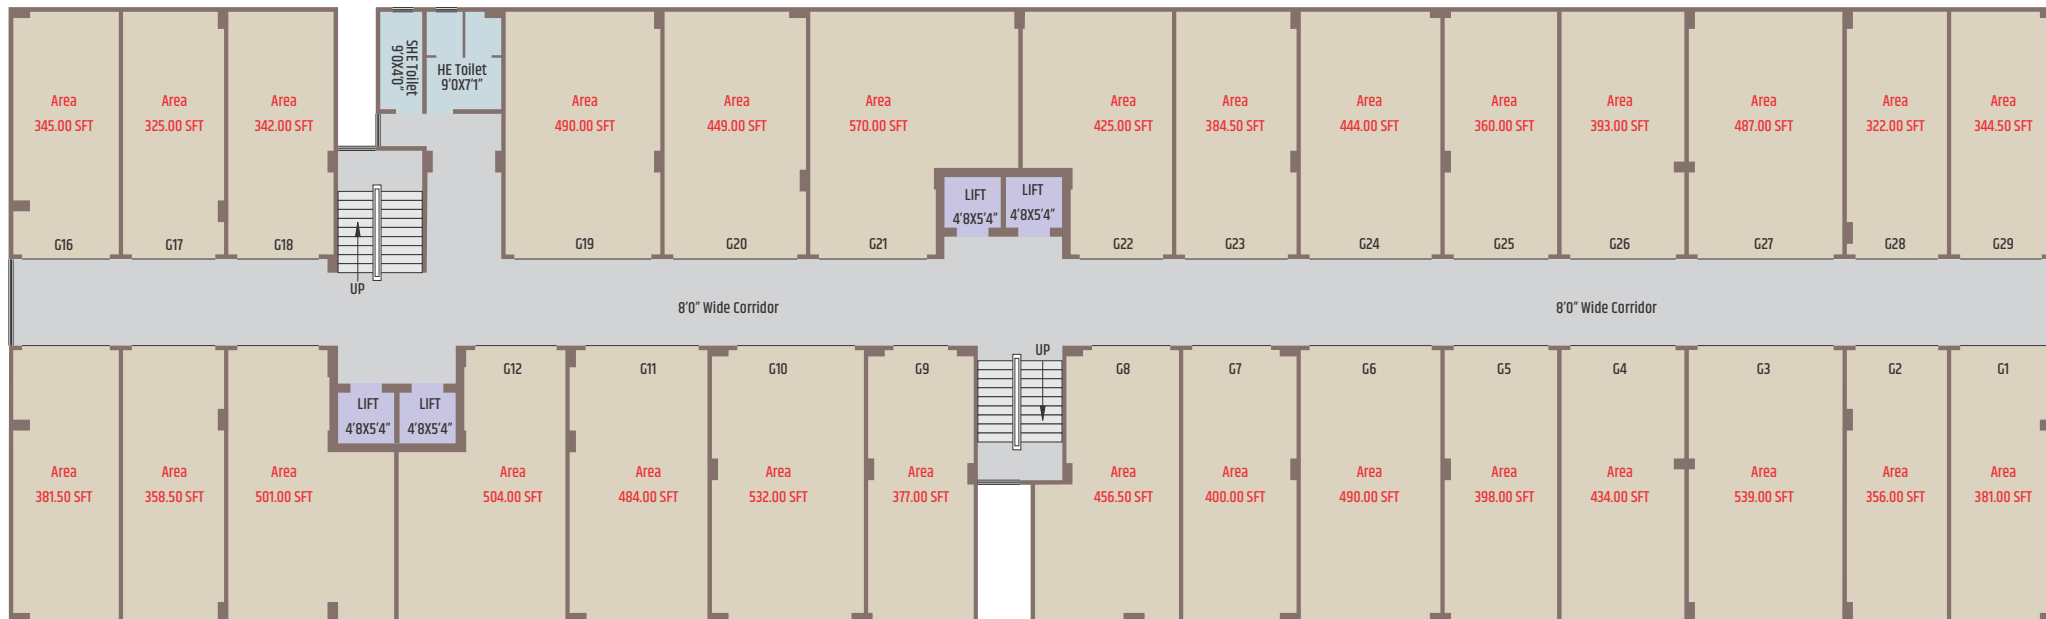 SHE Toilet
9'0X4'0"
HE Toilet
9'0X7'1"
Area
345.00 SFT
Area
325.00 SFT
Area
342.00 SFT
Area
490.00 SFT
Area
449.00 SFT
Area
570.00 SFT
Area
425.00 SFT
Area
384.50 SFT
Area
444.00 SFT
Area
360.00 SFT
Area
393.00 SFT
Area
487.00 SFT
Area
322.00 SFT
Area
344.50 SFT
LIFT
4'8X5'4"
LIFT
4'8X5'4"
G16
G17
G18
G19
G20
G21
G22
G23
G24
G25
G26
G27
G28
G29
UP
8'0" Wide Corridor
8'0" Wide Corridor
UP
G12
G11
G10
G9
G8
G7
G6
G5
G4
G3
G2
G1
LIFT
4'8X5'4"
LIFT
4'8X5'4"
Area
381.50 SFT
Area
358.50 SFT
Area
501.00 SFT
Area
504.00 SFT
Area
484.00 SFT
Area
532.00 SFT
Area
377.00 SFT
Area
456.50 SFT
Area
400.00 SFT
Area
490.00 SFT
Area
398.00 SFT
Area
434.00 SFT
Area
539.00 SFT
Area
356.00 SFT
Area
381.00 SFT